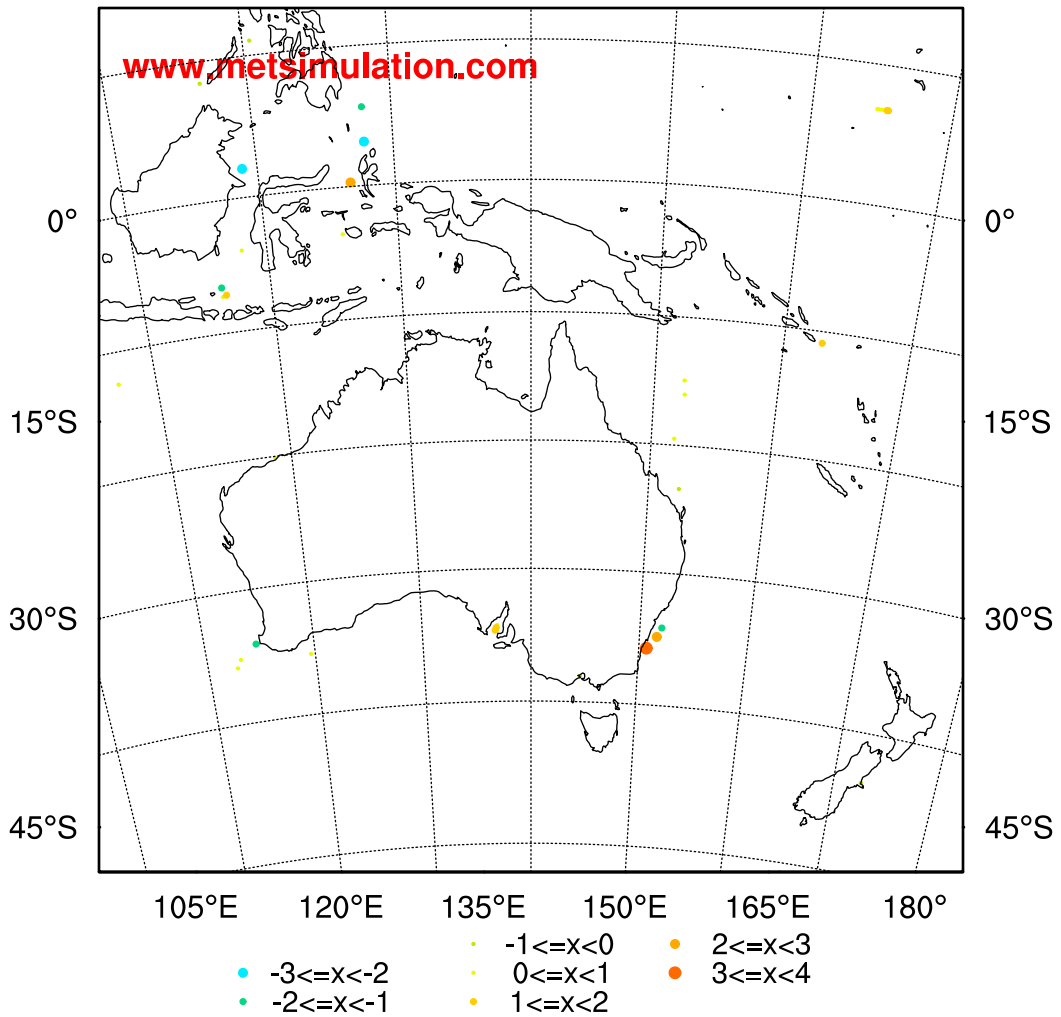 www.metsimulation.com
0° 0°
15°S 15°S
30°S 30°S
45°S 45°S
105°E 120°E 135°E 150°E 165°E 180°
-1<=x<0 2<=x<3
-3<=x<-2 0<=x<1 3<=x<4
-2<=x<-1 1<=x<2